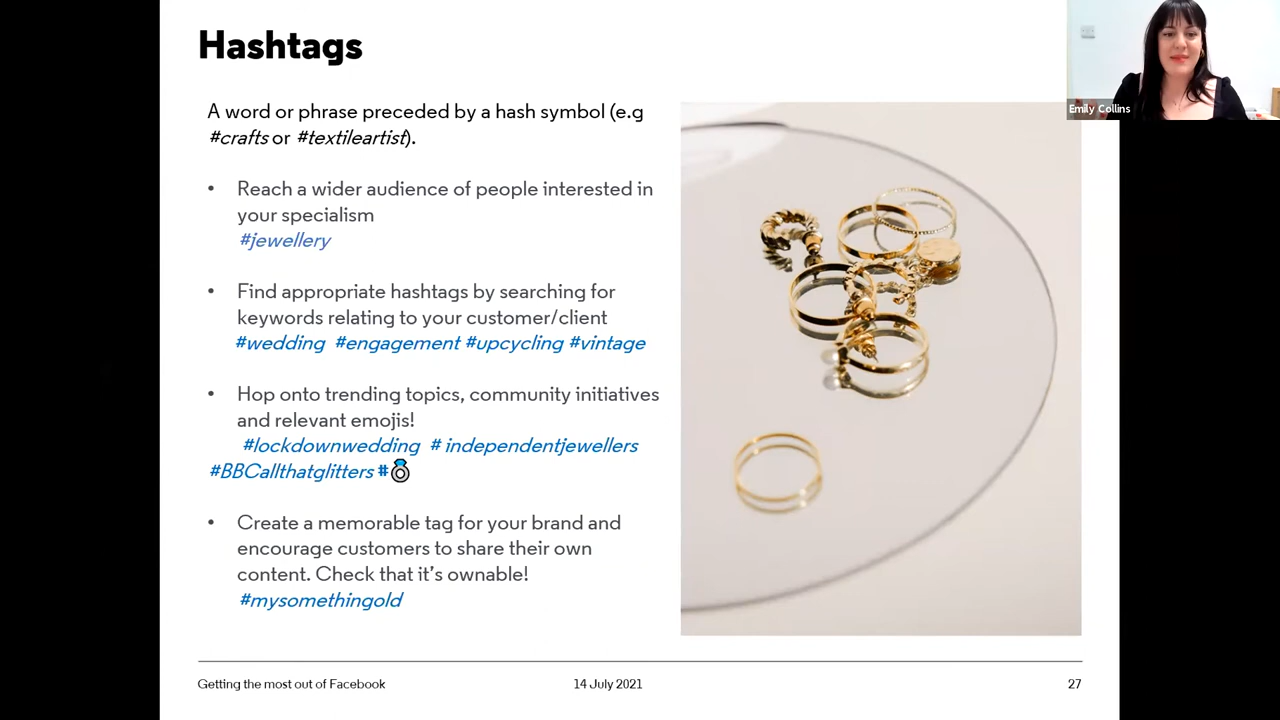 Hashtags
A word or phrase preceded by a hash symbol (e.g
#crafts or #textileartist).
• Reach a wider audience of people interested in
your specialism
#jewellery
• Find appropriate hashtags by searching for
keywords relating to your customer/client
#wedding #engagement #upcycling #vintage
• Hop onto trending topics, community initiatives
and relevant emojis!
#lockdownwedding # independentjewellers
#BBCallthatglitters #💍
• Create a memorable tag for your brand and
encourage customers to share their own
content. Check that it's ownable!
#mysomethingold
Getting the most out of Facebook 14 July 2021 27
Emily Collins